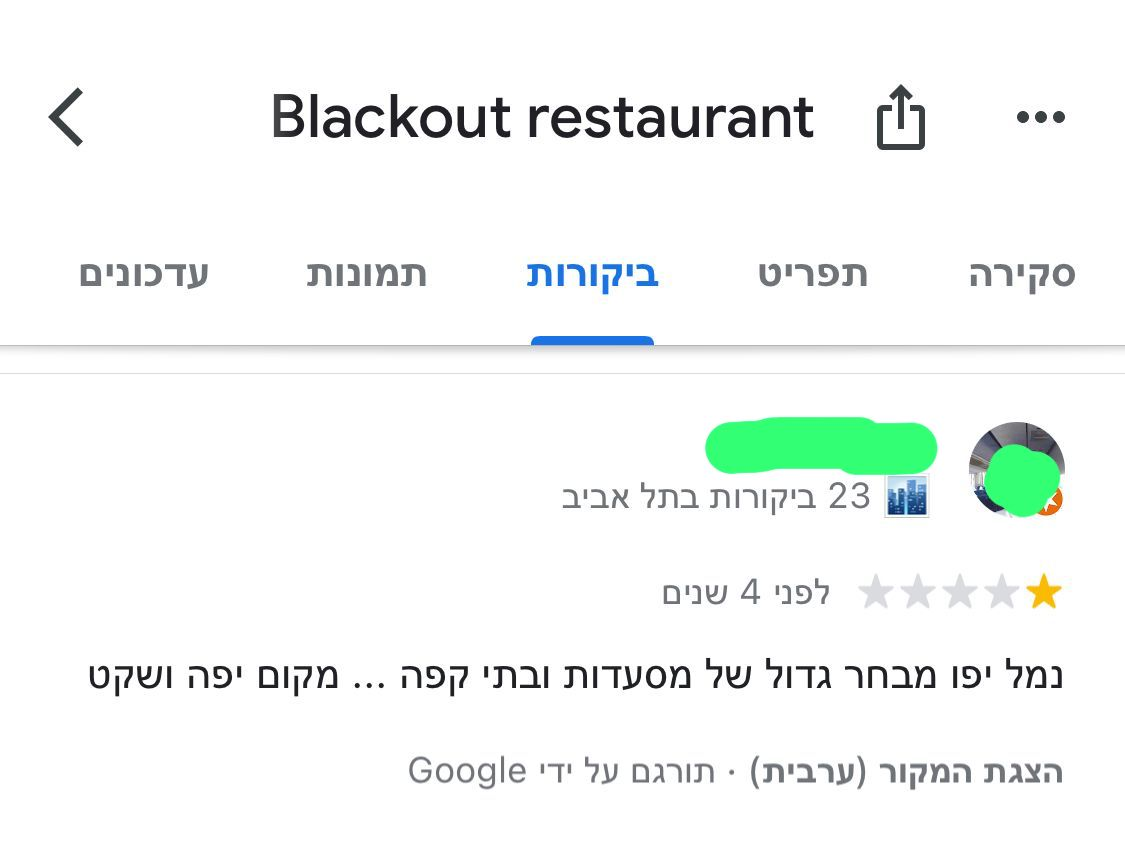 Blackout restaurant
סקירה תפריט ביקורות תמונות עדכונים
23 ביקורות בתל אביב
לפני 4 שנים
נמל יפו מבחר גדול של מסעדות ובתי קפה ... מקום יפה ושקט
הצגת המקור (ערבית) · תורגם על ידי Google